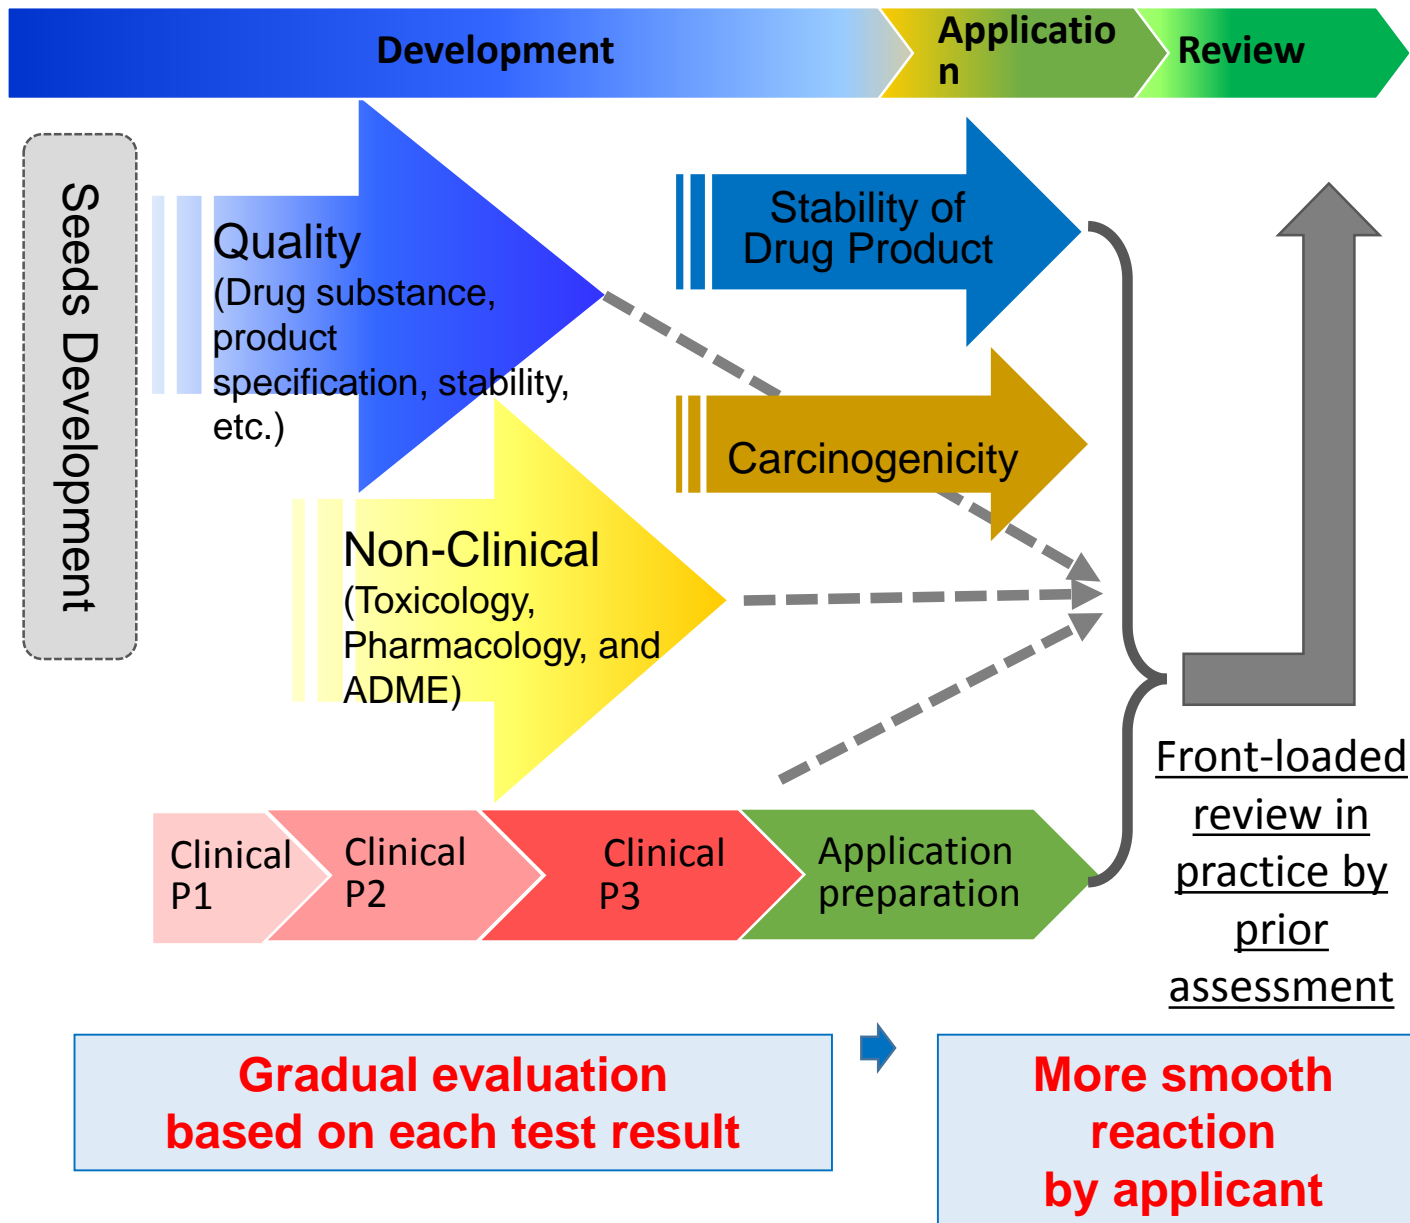 Development
Applicatio
n
Review
Seeds Development
Quality
(Drug substance,
product
specification, stability,
etc.)
Stability of
Drug Product
Carcinogenicity
Non-Clinical
(Toxicology,
Pharmacology, and
ADME)
Clinical
P1
Clinical
P2
Clinical
P3
Application
preparation
Front-loaded
review in
practice by
prior
assessment
Gradual evaluation
based on each test result
More smooth
reaction
by applicant